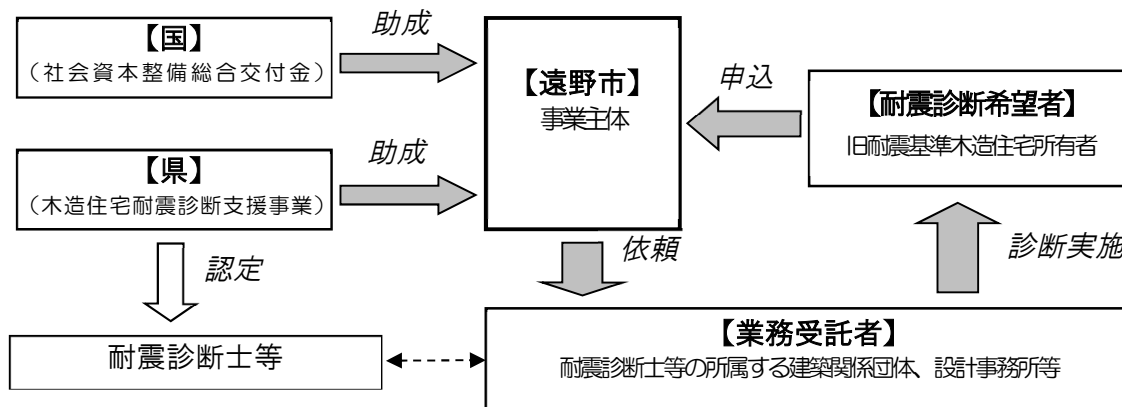 【国】
（社会資本整備総合交付金）
助成
【遠野市】
事業主体
申込
【耐震診断希望者】
旧耐震基準木造住宅所有者
【県】
（木造住宅耐震診断支援事業）
助成
認定
依頼
診断実施
耐震診断士等
【業務受託者】
耐震診断士等の所属する建築関係団体、設計事務所等